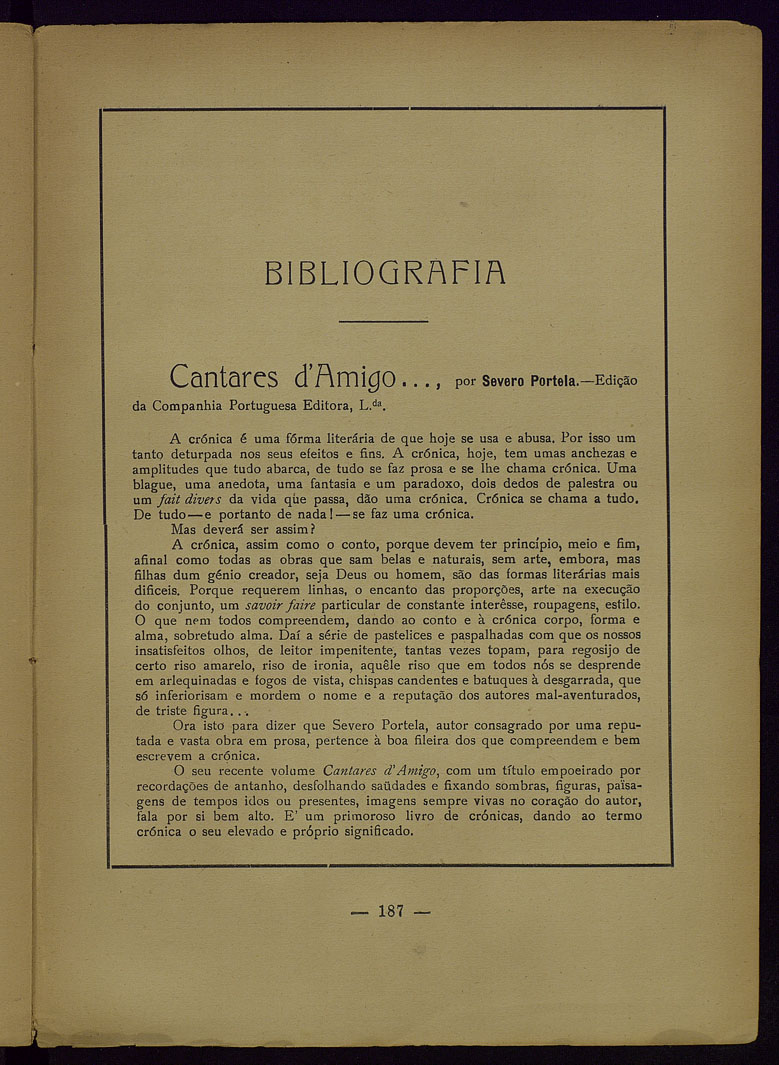 BIBLIOGRAFIA
Cantares d'Amigo..., por Severo Portela.—Edição
da Companhia Portuguesa Editora, L.da.
A crónica é uma fórma literária de que hoje se usa e abusa. Por isso um
tanto deturpada nos seus efeitos e fins. A crónica, hoje, tem umas anchezas e
amplitudes que tudo abarca, de tudo se faz prosa e se lhe chama crónica. Uma
blague, uma anedota, uma fantasia e um paradoxo, dois dedos de palestra ou
um fait divers da vida que passa, dão uma crónica. Crónica se chama a tudo.
De tudo—e portanto de nada!—se faz uma crónica.
Mas deverá ser assim?
A crónica, assim como o conto, porque devem ter princípio, meio e fim,
afinal como todas as obras que sam belas e naturais, sem arte, embora, mas
filhas dum génio creador, seja Deus ou homem, são das formas literárias mais
dificeis. Porque requerem linhas, o encanto das proporções, arte na execução
do conjunto, um savoir faire particular de constante interêsse, roupagens, estilo.
O que nem todos compreendem, dando ao conto e à crónica corpo, forma e
alma, sobretudo alma. Daí a série de pastelices e paspalhadas com que os nossos
insatisfeitos olhos, de leitor impenitente, tantas vezes topam, para regosijo de
certo riso amarelo, riso de ironia, aquêle riso que em todos nós se desprende
em arlequinadas e fogos de vista, chispas candentes e batuques à desgarrada, que
só inferiorisam e mordem o nome e a reputação dos autores mal-aventurados,
de triste figura...
Ora isto para dizer que Severo Portela, autor consagrado por uma repu-
tada e vasta obra em prosa, pertence à boa fileira dos que compreendem e bem
escrevem a crónica.
O seu recente volume Cantares d'Amigo, com um título empoeirado por
recordações de antanho, desfolhando saüdades e fixando sombras, figuras, païsa-
gens de tempos idos ou presentes, imagens sempre vivas no coração do autor,
fala por si bem alto. E' um primoroso livro de crónicas, dando ao termo
crónica o seu elevado e próprio significado.
— 187 —